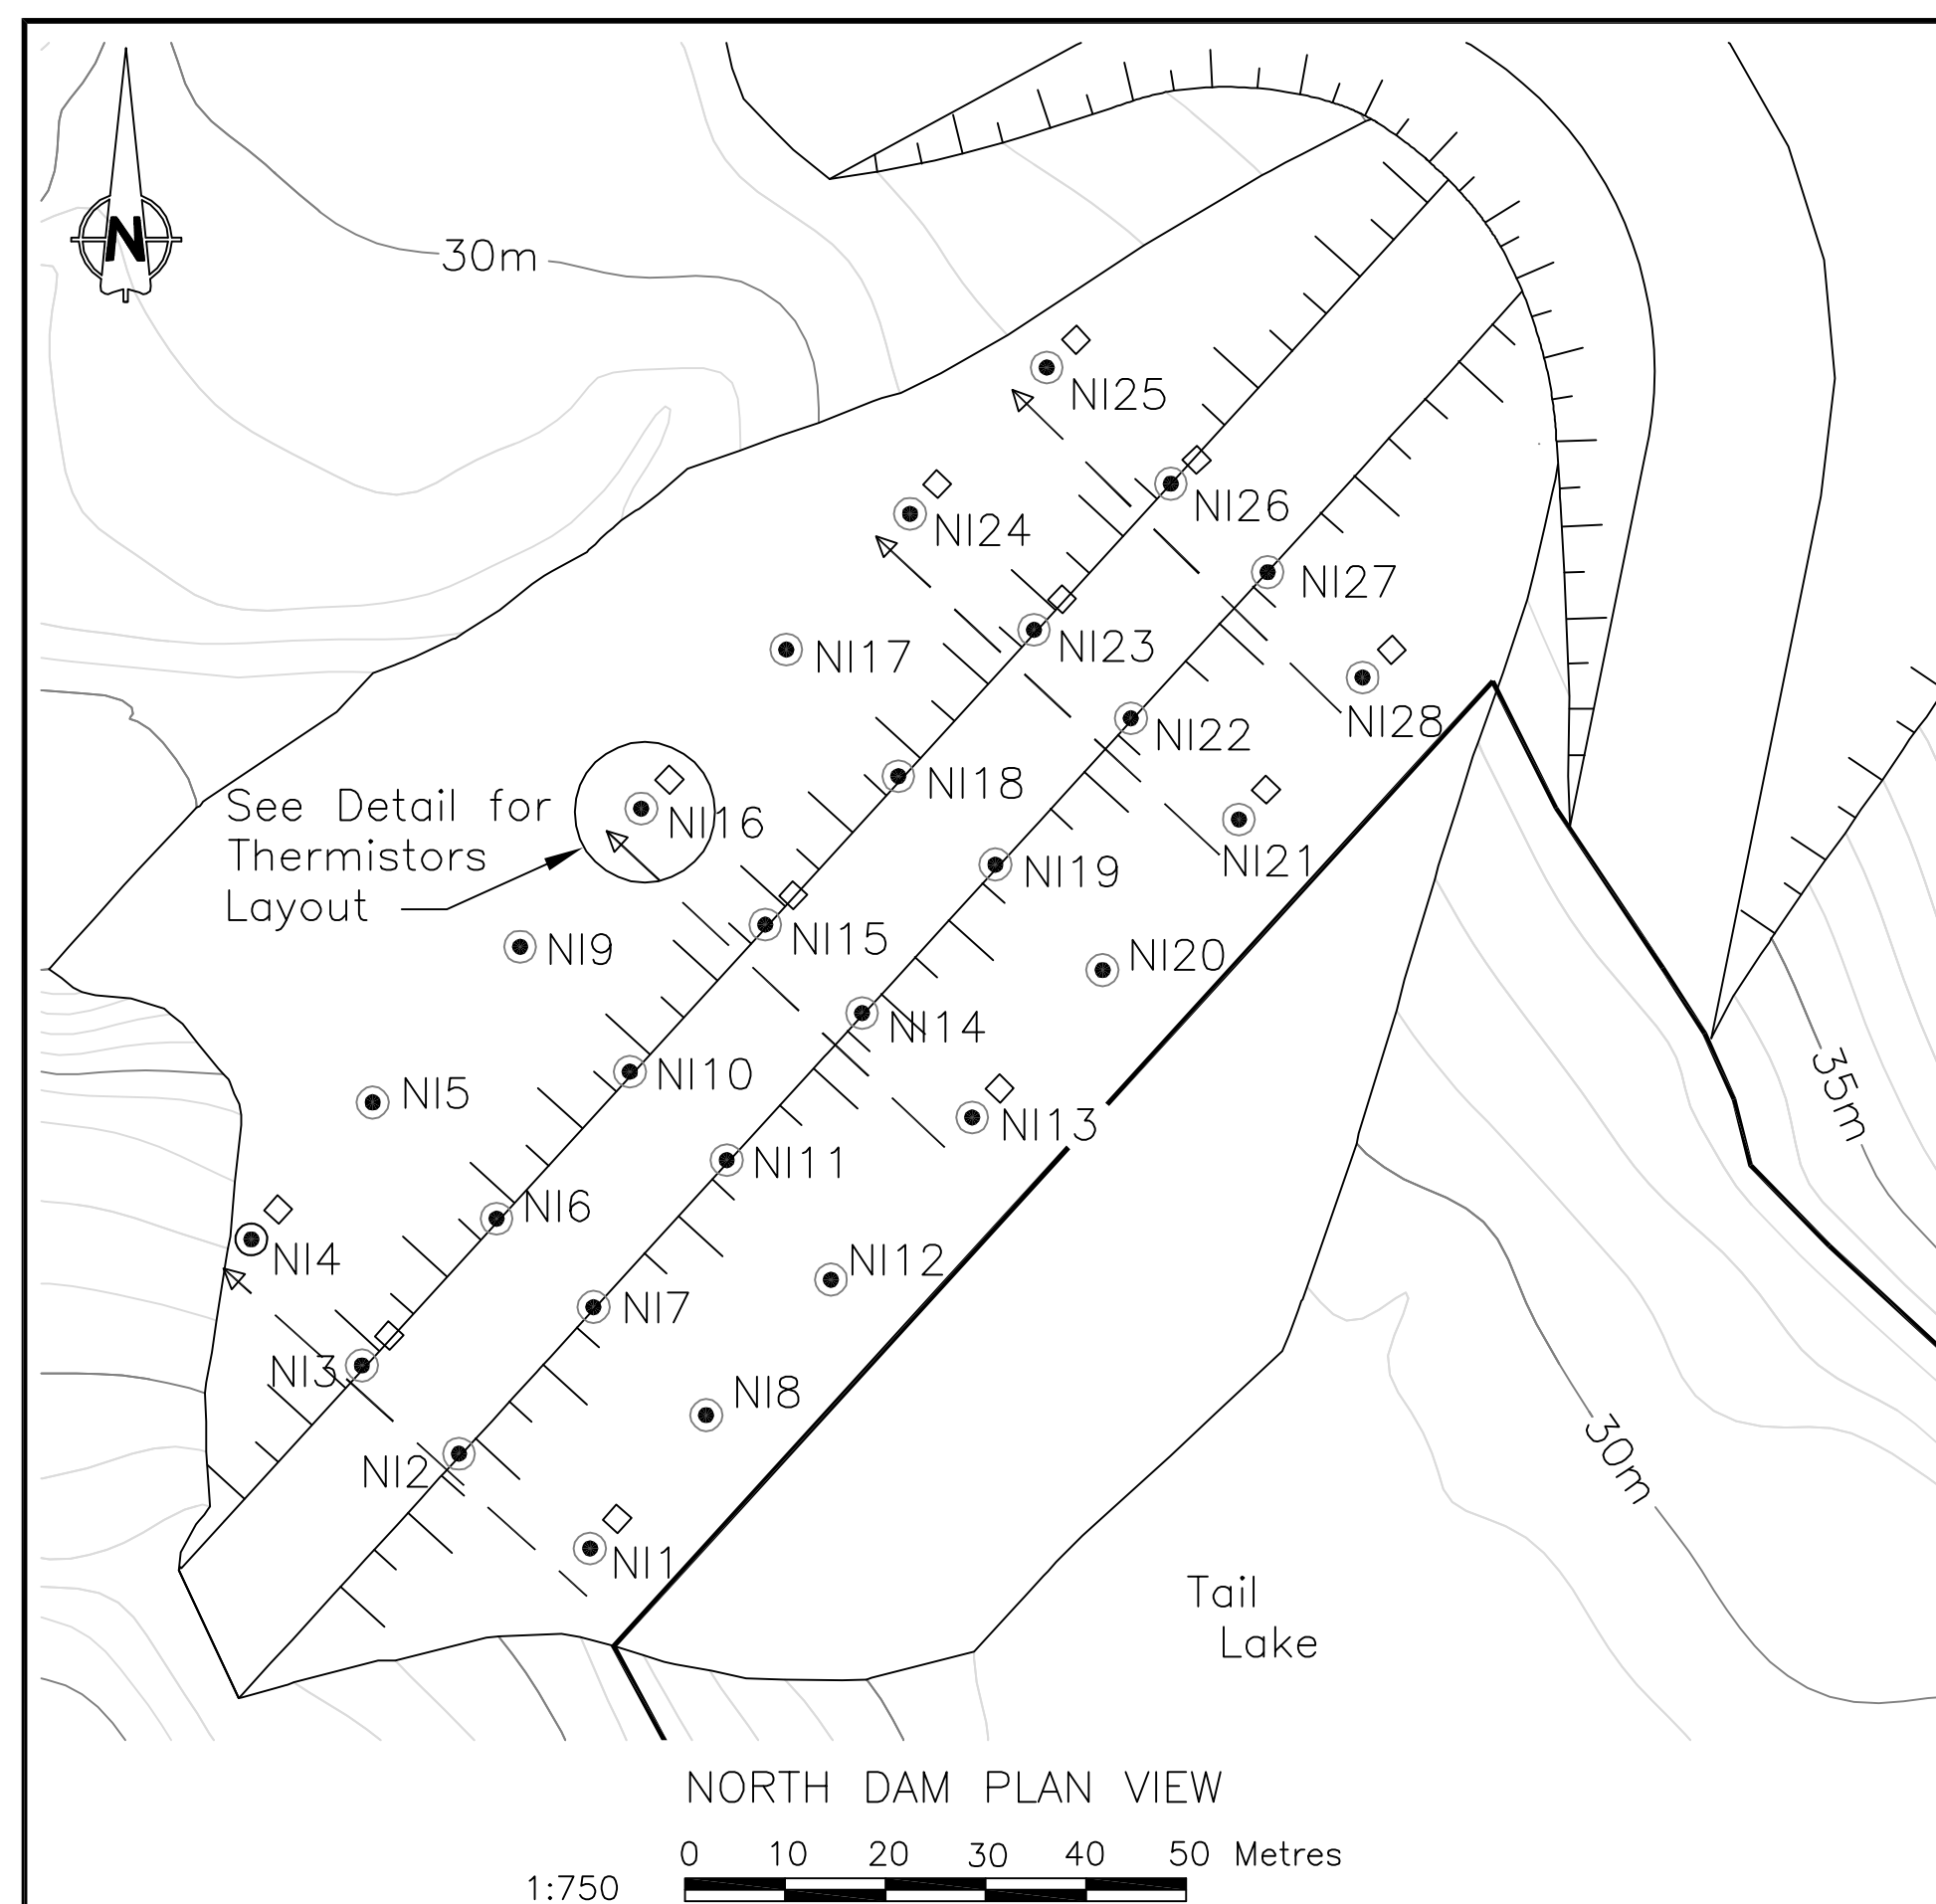 N
30m
NI25
NI24
NI26
NI27
NI17
NI23
NI28
NI22
See Detail for
Thermistors
Layout
NI16
NI18
NI21
NI19
NI9
NI15
NI20
NI14
NI5
NI10
NI13
35m
NI11
NI6
NI4
NI12
NI7
NI3
NI8
NI2
30m
NI1
Tail
Lake
NORTH DAM PLAN VIEW
0 10 20 30 40 50 Metres
1:750